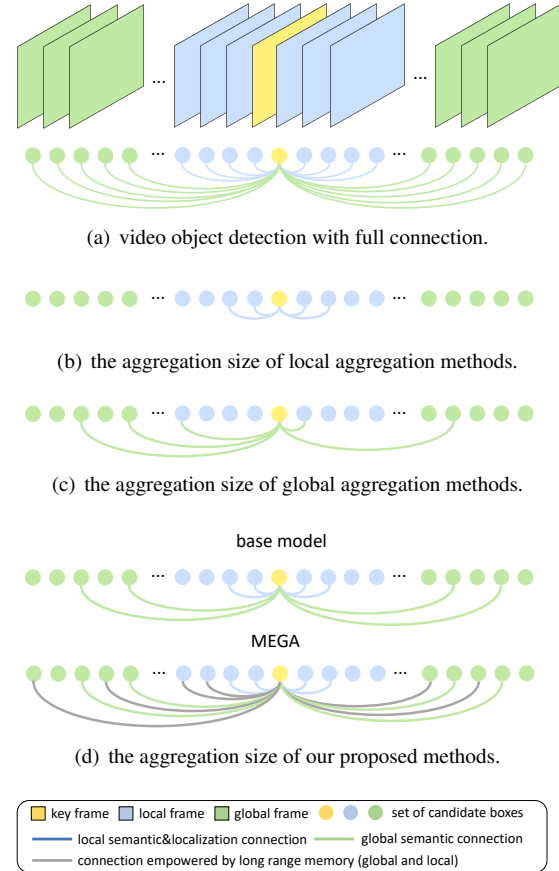 ... ...
... ...
(a) video object detection with full connection.
... ...
(b) the aggregation size of local aggregation methods.
... ...
(c) the aggregation size of global aggregation methods.
base model
... ...
MEGA
... ...
(d) the aggregation size of our proposed methods.
key frame local frame global frame set of candidate boxes
local semantic&localization connection global semantic connection
connection empowered by long range memory (global and local)